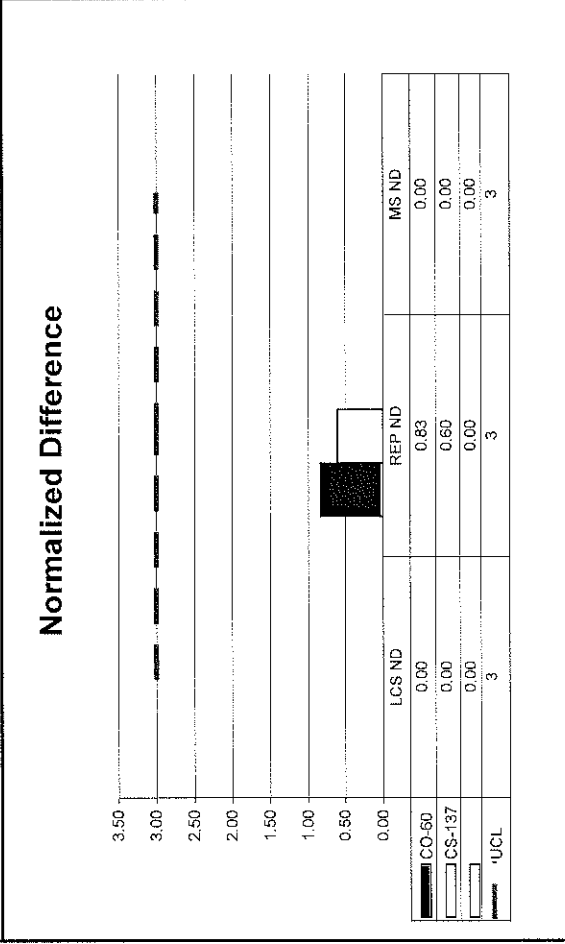 Normalized Difference
3.50
3.00
2.50
2.00
1.50
1.00
0.50
0.00
LCS ND REP ND MS ND
CO-60 0.00 0.83 0.00
CS-137 0.00 0.60 0.00
0.00 0.00 0.00
'UCL 3 3 3